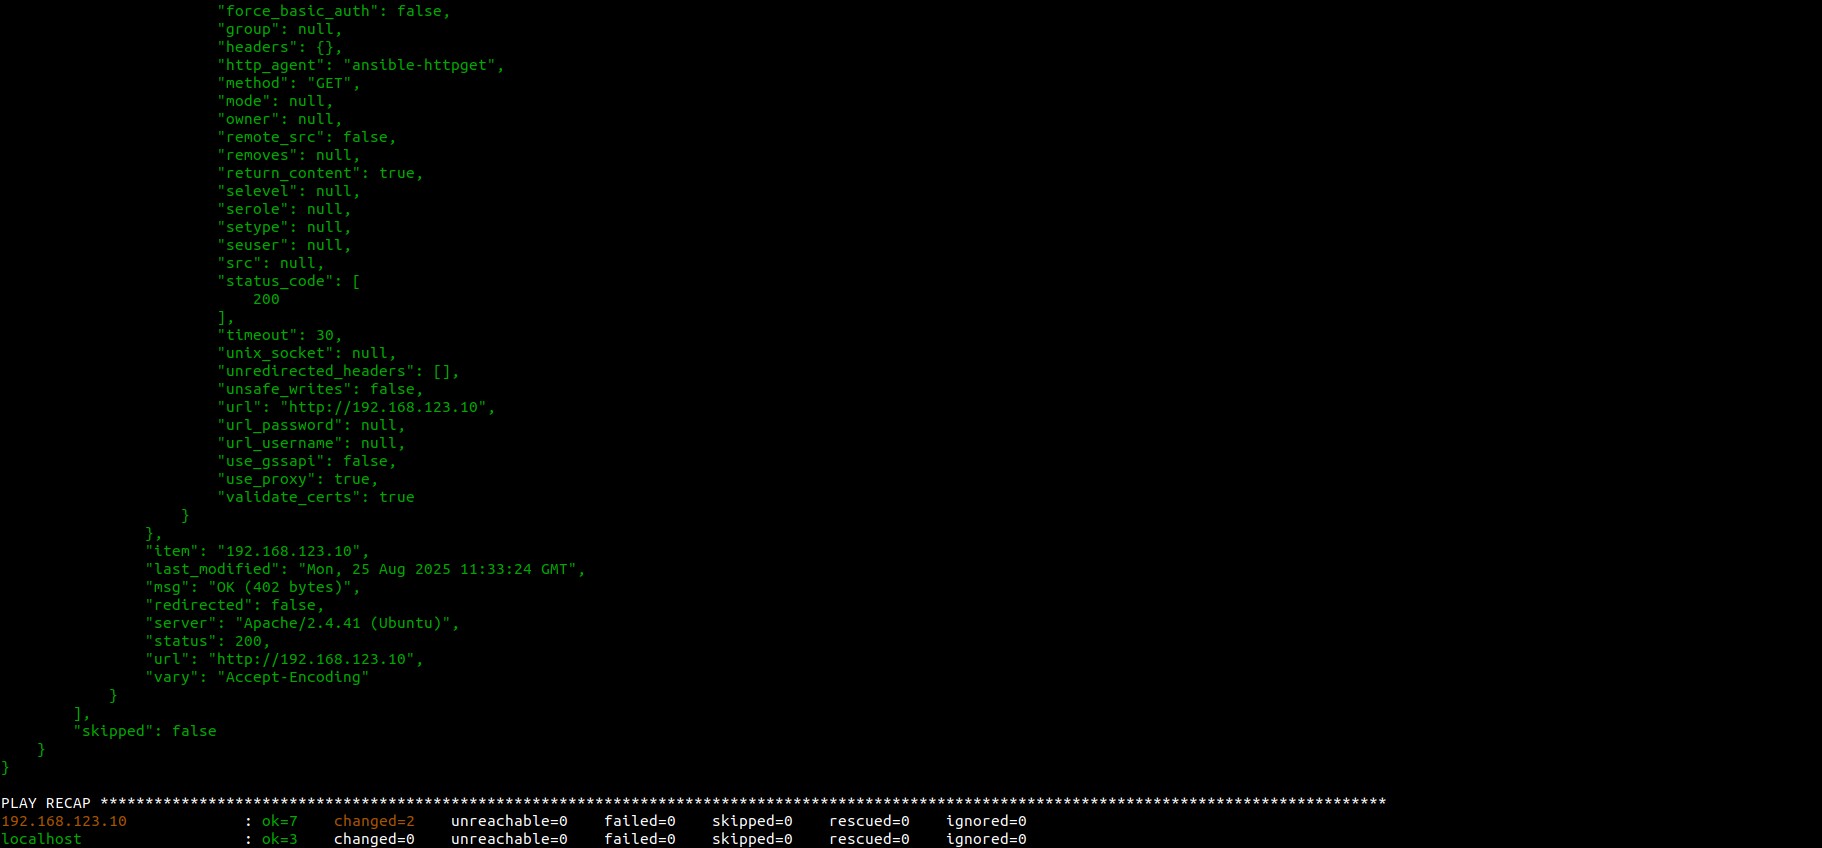 "force_basic_auth": false,
"group": null,
"headers": {},
"http_agent": "ansible-httpget",
"method": "GET",
"mode": null,
"owner": null,
"remote_src": false,
"removes": null,
"return_content": true,
"selevel": null,
"serole": null,
"setype": null,
"seuser": null,
"src": null,
"status_code": [
200
],
"timeout": 30,
"unix_socket": null,
"unredirected_headers": [],
"unsafe_writes": false,
"url": "http://192.168.123.10",
"url_password": null,
"url_username": null,
"use_gssapi": false,
"use_proxy": true,
"validate_certs": true
}
},
"item": "192.168.123.10",
"last_modified": "Mon, 25 Aug 2025 11:33:24 GMT",
"msg": "OK (402 bytes)",
"redirected": false,
"server": "Apache/2.4.41 (Ubuntu)",
"status": 200,
"url": "http://192.168.123.10",
"vary": "Accept-Encoding"
}
],
"skipped": false
}
}
PLAY RECAP ***********************************************************************************************************************************************
192.168.123.10 : ok=7 changed=2 unreachable=0 failed=0 skipped=0 rescued=0 ignored=0
localhost : ok=3 changed=0 unreachable=0 failed=0 skipped=0 rescued=0 ignored=0